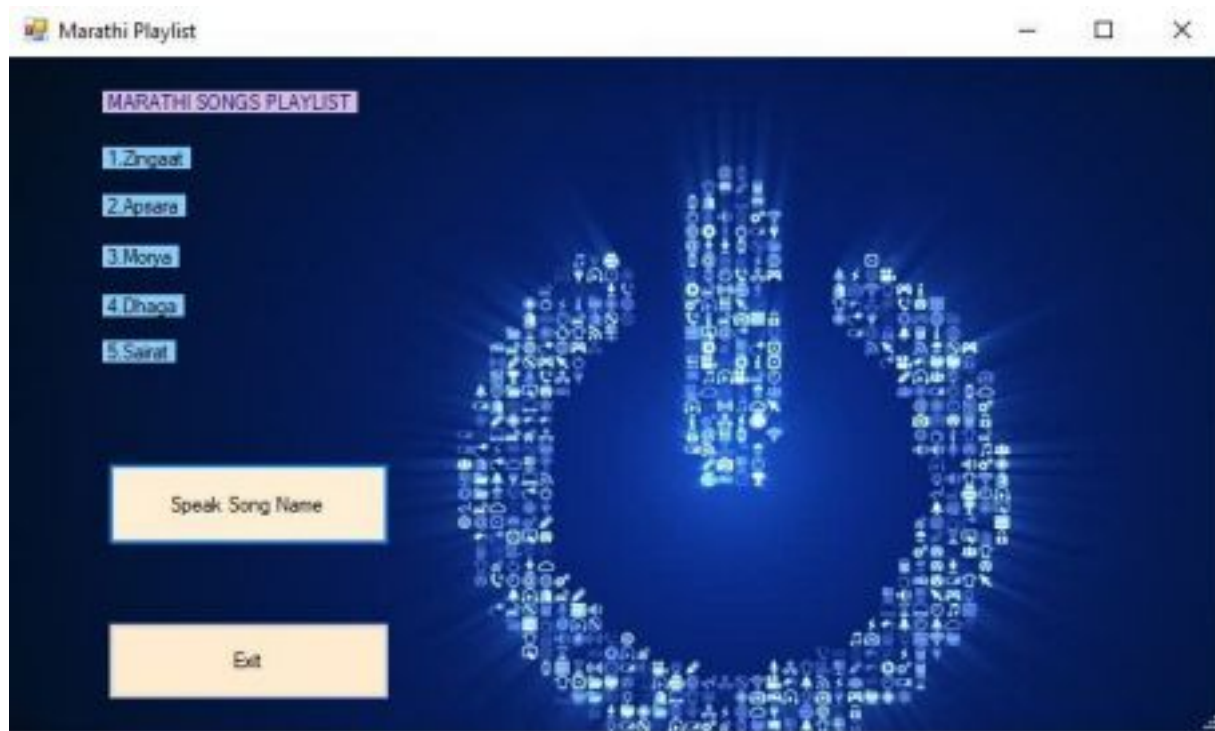 Marathi Playlist
MARATHI SONGS PLAYLIST
1.Zingaat
2.Apsara
3.Morya
4.Dhaga
5.Sairat
Speak Song Name
Exit